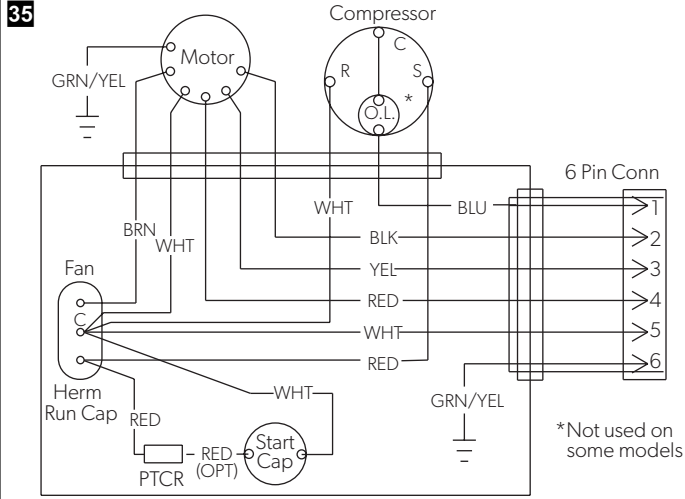 35
Compressor
Motor
C
R
S
*
O.L.
GRN/YEL
6 Pin Conn
WHT
BLU
1
BRN
WHT
BLK
2
YEL
3
Fan
RED
4
C
WHT
5
RED
6
Herm
Run Cap
WHT
GRN/YEL
RED
*Not used on
some models
Start
Cap
RED
(OPT)
PTCR